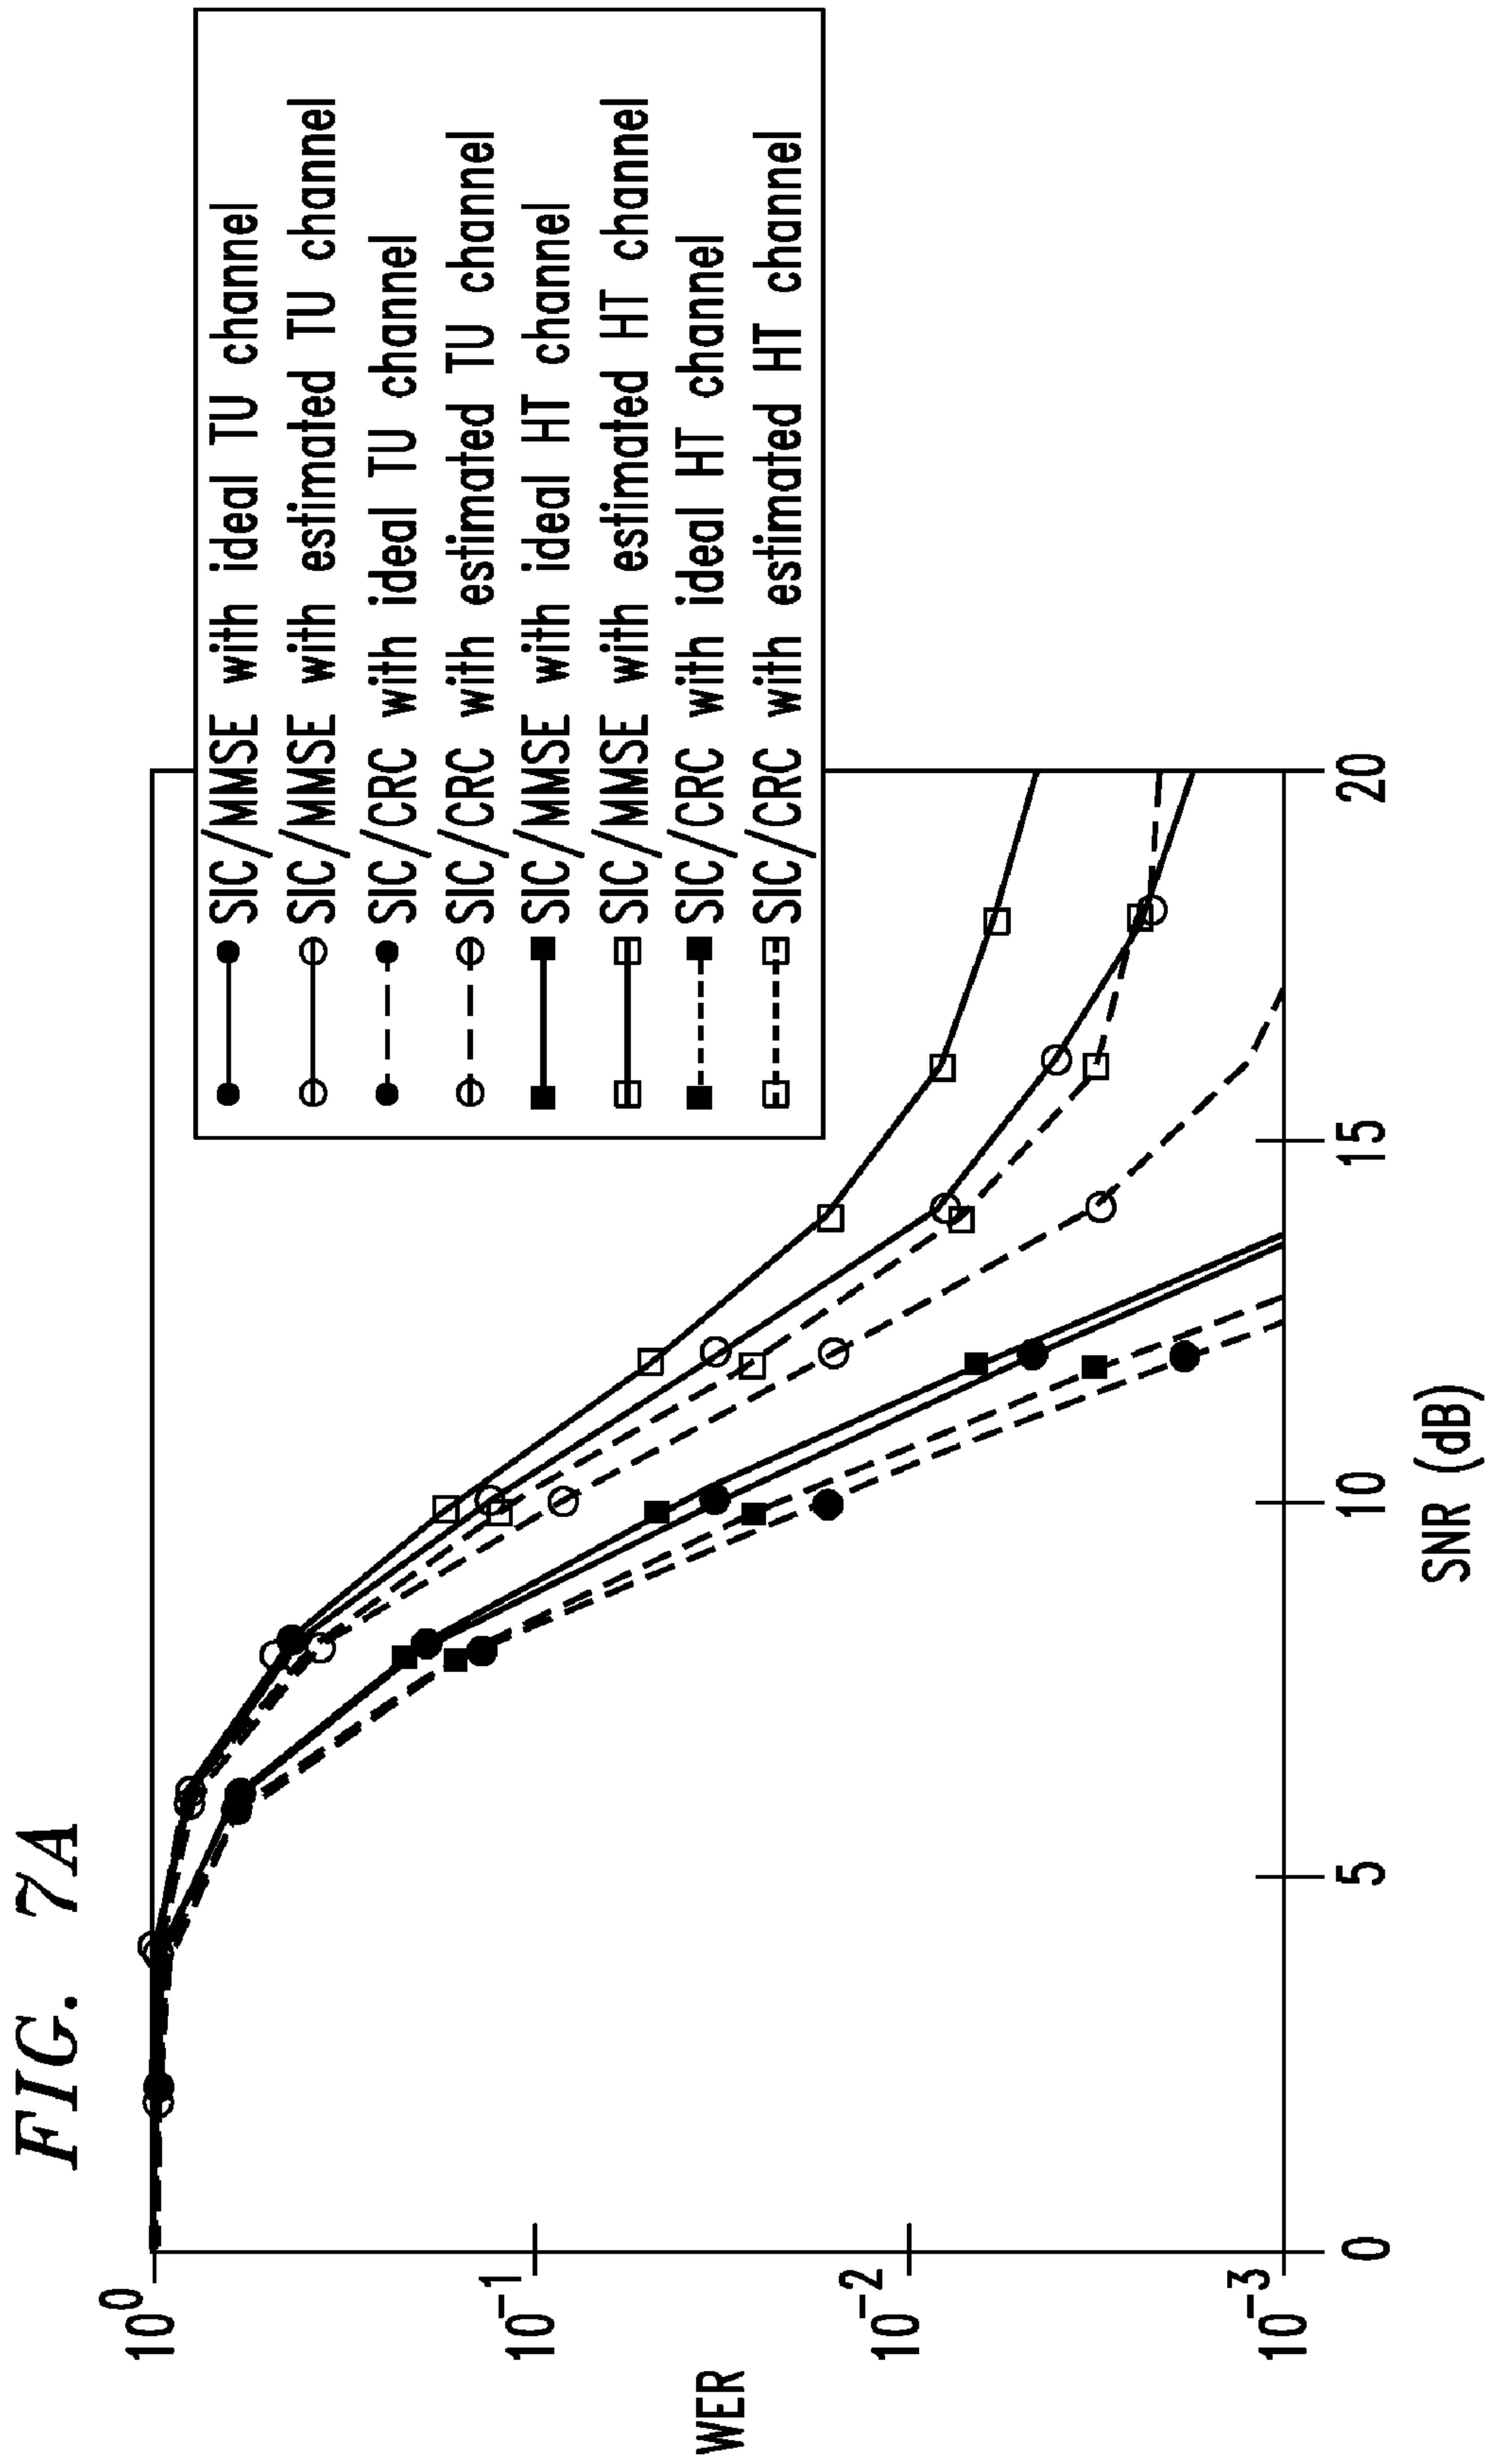 FIG. 7A
SIC/MMSE with ideal TU channel
SIC/MMSE with estimated TU channel
SIC/CRC with ideal TU channel
SIC/CRC with estimated TU channel
SIC/MMSE with ideal HT channel
SIC/MMSE with estimated HT channel
SIC/CRC with ideal HT channel
SIC/CRC with estimated HT channel
10⁰
10⁻¹
WER
10⁻²
10⁻³
0 5 10 15 20
SNR (dB)